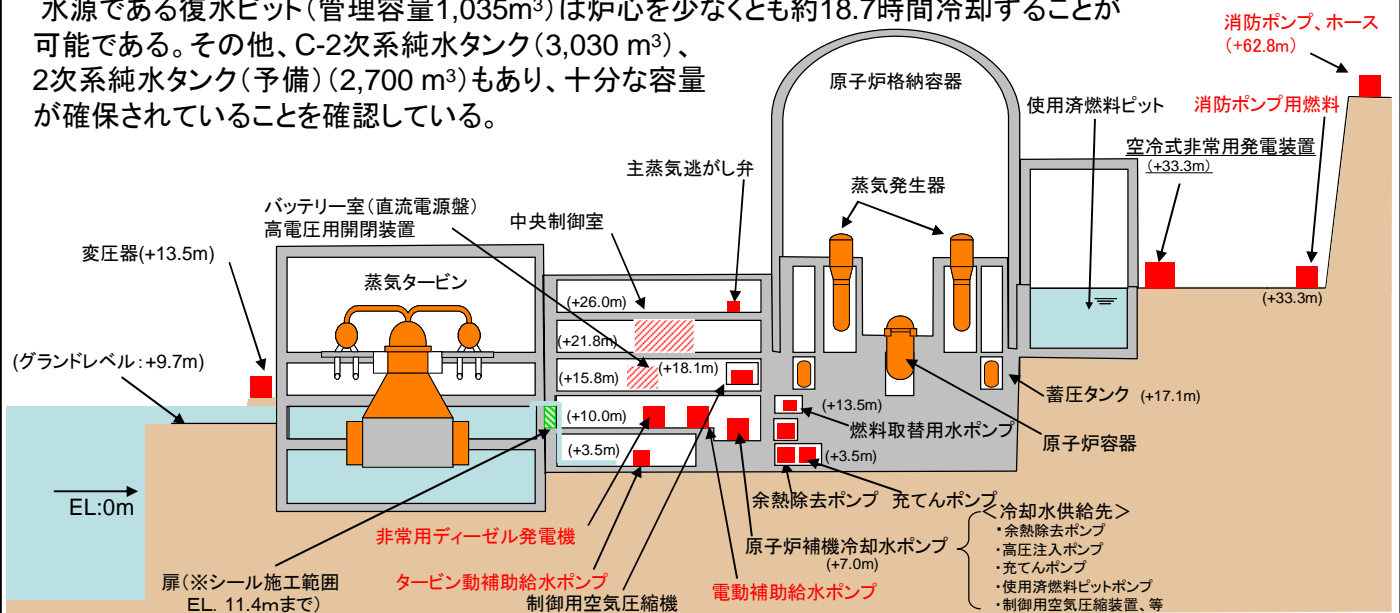 水源である復水ピット(管理容量1,035m³)は炉心を少なくとも約18.7時間冷却することが
可能である。その他、C-2次系純水タンク(3,030 m³)、
2次系純水タンク(予備)(2,700 m³)もあり、十分な容量
が確保されていることを確認している。
消防ポンプ、ホース
(+62.8m)
原子炉格納容器
使用済燃料ピット
消防ポンプ用燃料
空冷式非常用発電装置
(+33.3m)
主蒸気逃がし弁
蒸気発生器
バッテリー室(直流電源盤)
高電圧用開閉装置
中央制御室
変圧器(+13.5m)
蒸気タービン
(+26.0m)
(+33.3m)
(+21.8m)
(グランドレベル:+9.7m)
(+18.1m)
(+15.8m)
蓄圧タンク (+17.1m)
(+13.5m)
(+10.0m)
燃料取替用水ポンプ
原子炉容器
(+3.5m)
(+3.5m)
EL:0m
余熱除去ポンプ 充てんポンプ
<冷却水供給先>
・余熱除去ポンプ
・高圧注入ポンプ
・充てんポンプ
・使用済燃料ピットポンプ
・制御用空気圧縮装置、等
非常用ディーゼル発電機
原子炉補機冷却水ポンプ
(+7.0m)
扉(※シール施工範囲
EL. 11.4mまで)
タービン動補助給水ポンプ
電動補助給水ポンプ
制御用空気圧縮機